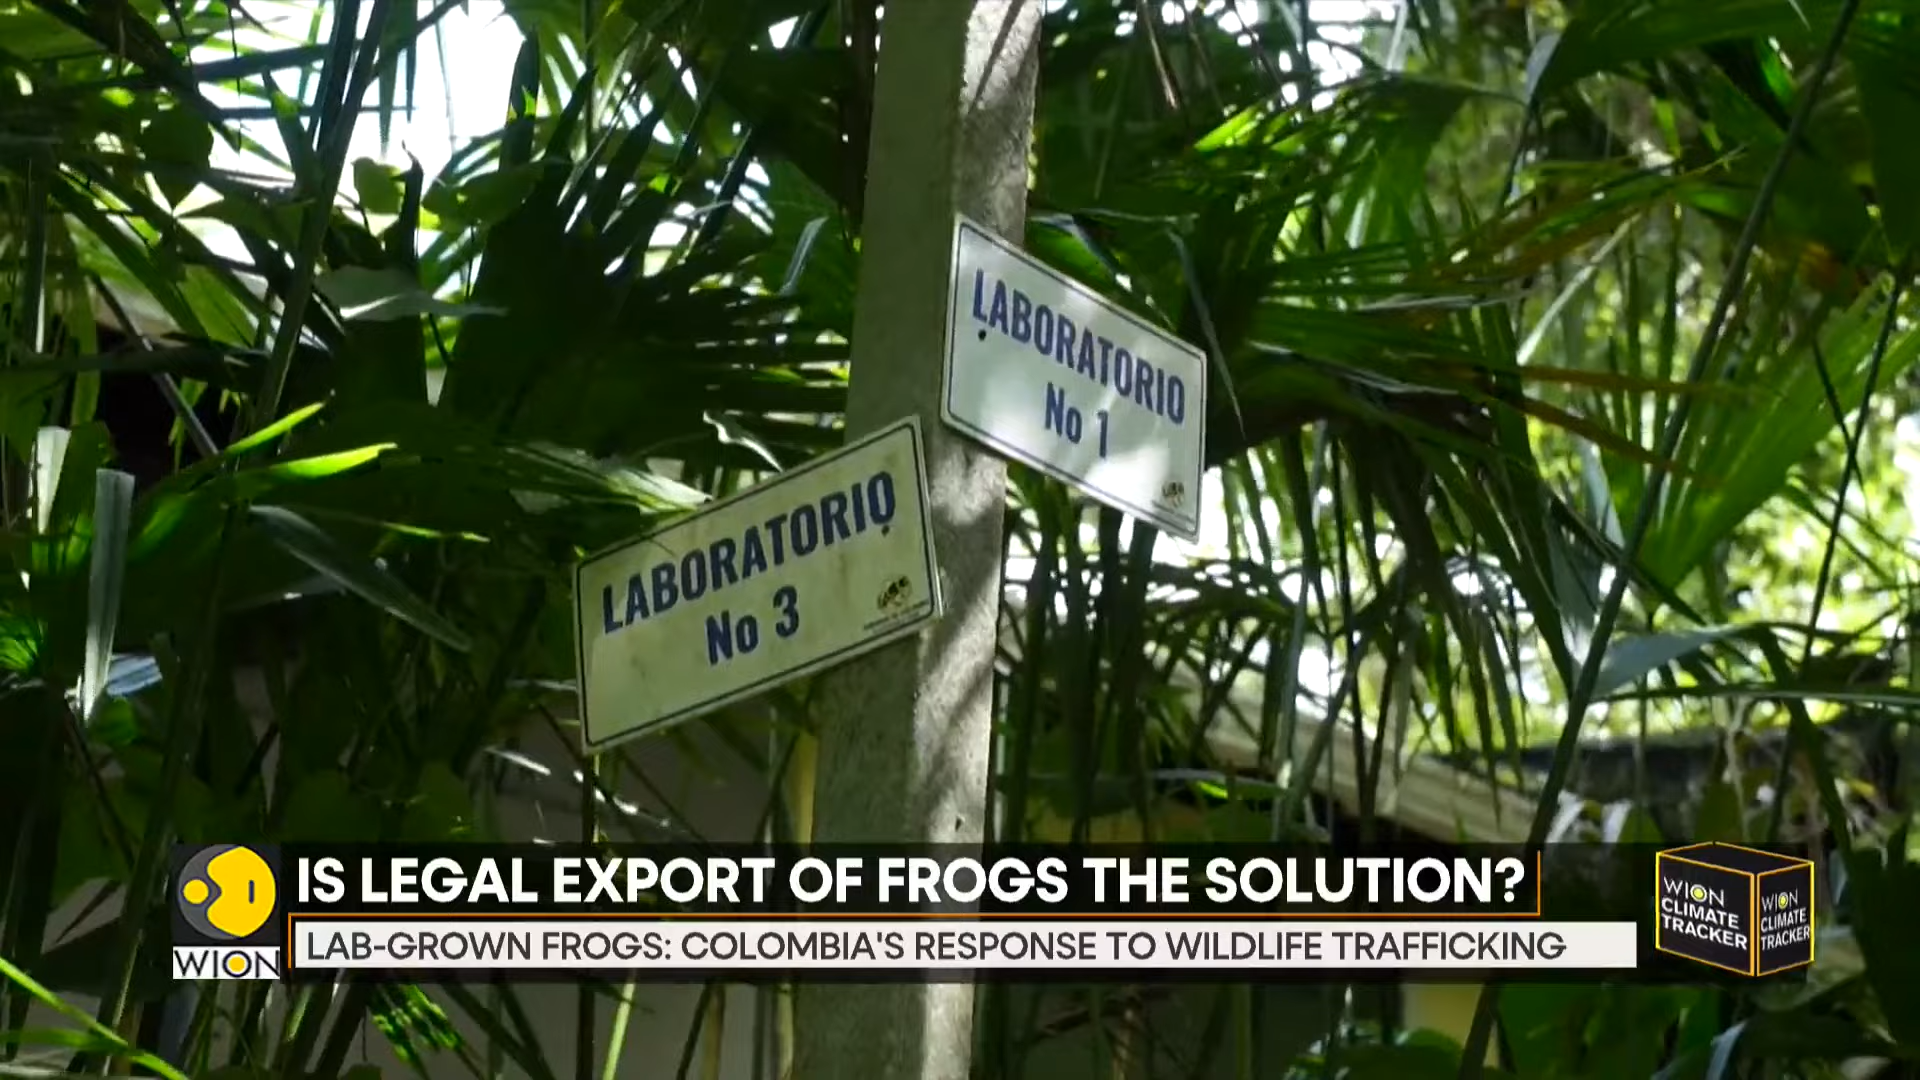 LABORATORIO
No 1
LABORATORIO
No 3
IS LEGAL EXPORT OF FROGS THE SOLUTION?
LAB-GROWN FROGS: COLOMBIA'S RESPONSE TO WILDLIFE TRAFFICKING
WION
WION
CLIMATE
TRACKER
WION
CLIMATE
TRACKER